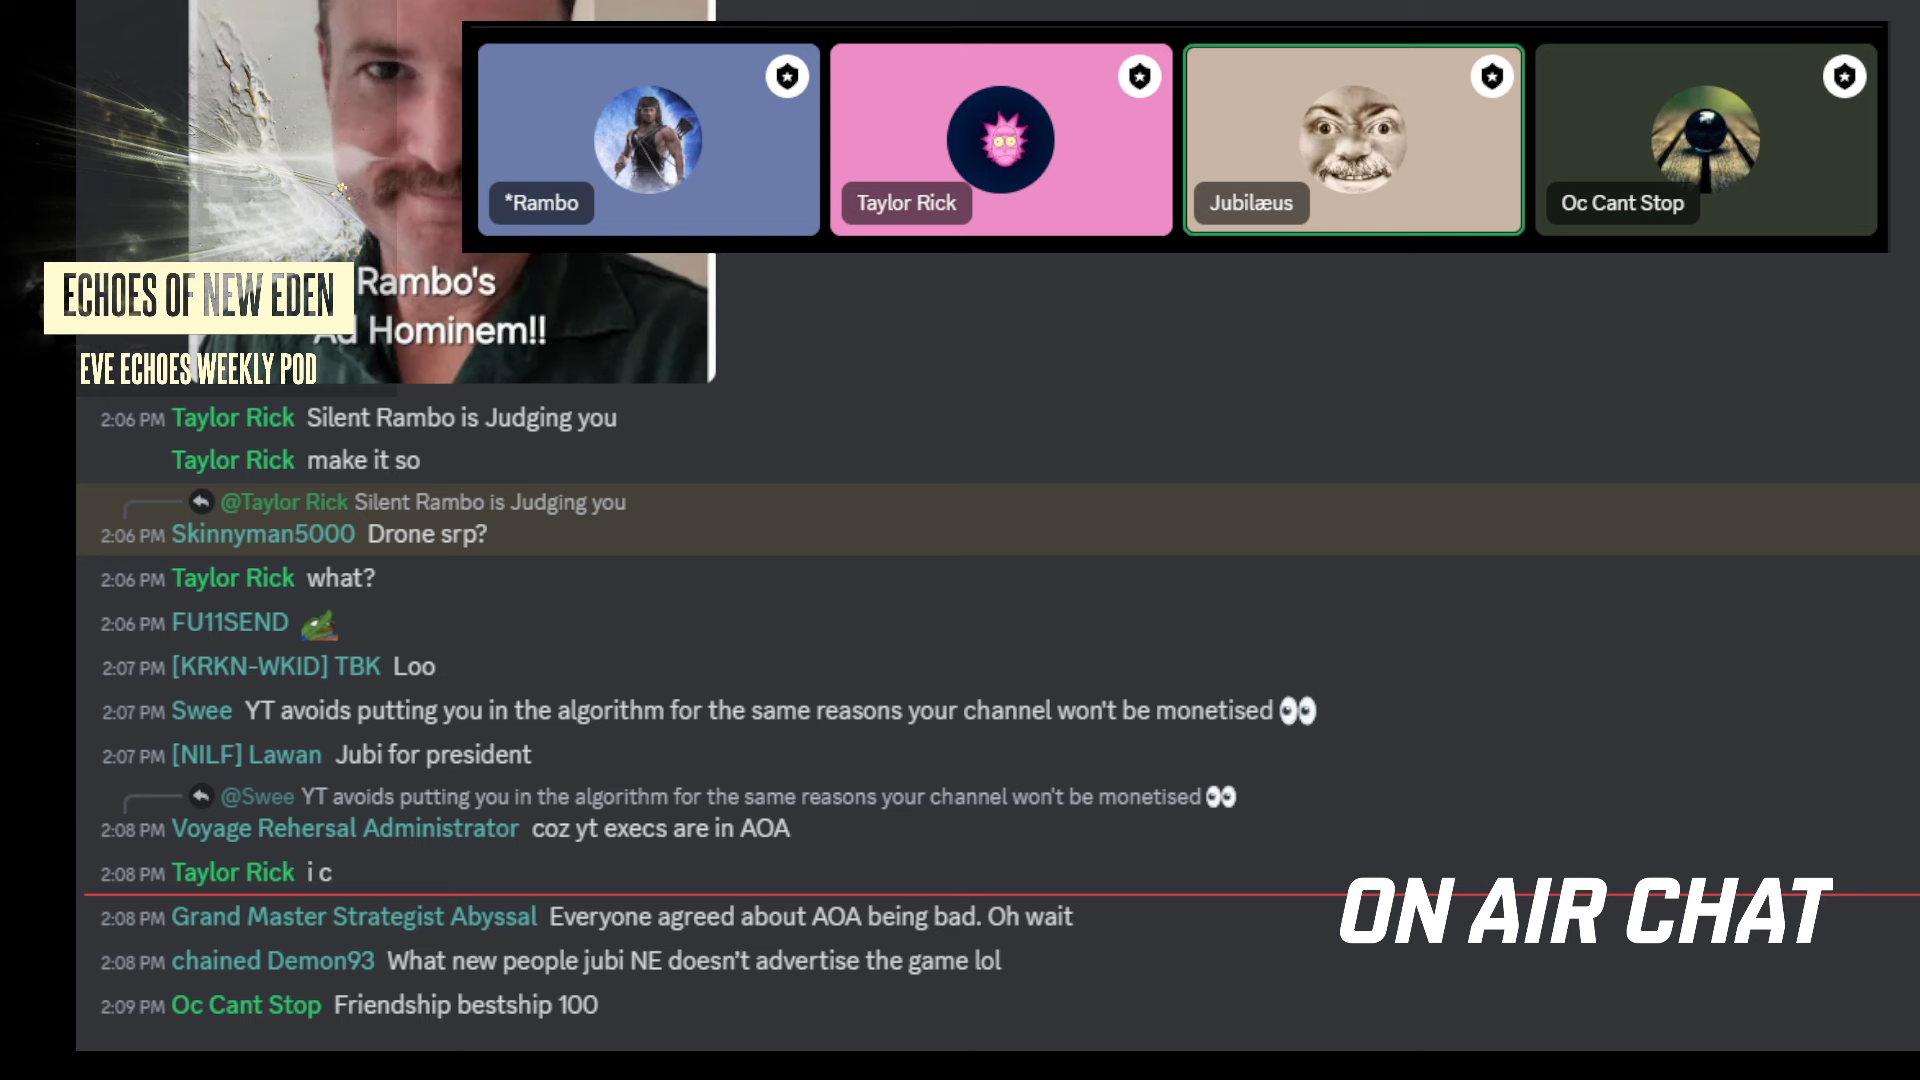 *Rambo
Taylor Rick
Jubilæus
Oc Cant Stop
Rambo's
Ad Hominem!!
ECHOES OF NEW EDEN
EVE ECHOES WEEKLY POD
2:06 PM Taylor Rick Silent Rambo is Judging you
Taylor Rick make it so
@Taylor Rick Silent Rambo is Judging you
2:06 PM Skinnyman5000 Drone srp?
2:06 PM Taylor Rick what?
2:06 PM FU11SEND
2:07 PM [KRKN-WKID] TBK Loo
2:07 PM Swee YT avoids putting you in the algorithm for the same reasons your channel won't be monetised 👀
2:07 PM [NILF] Lawan Jubi for president
@Swee YT avoids putting you in the algorithm for the same reasons your channel won't be monetised 👀
2:08 PM Voyage Rehersal Administrator coz yt execs are in AOA
2:08 PM Taylor Rick i c
2:08 PM Grand Master Strategist Abyssal Everyone agreed about AOA being bad. Oh wait
2:08 PM chained Demon93 What new people jubi NE doesn’t advertise the game lol
2:09 PM Oc Cant Stop Friendship bestship 100
ON AIR CHAT